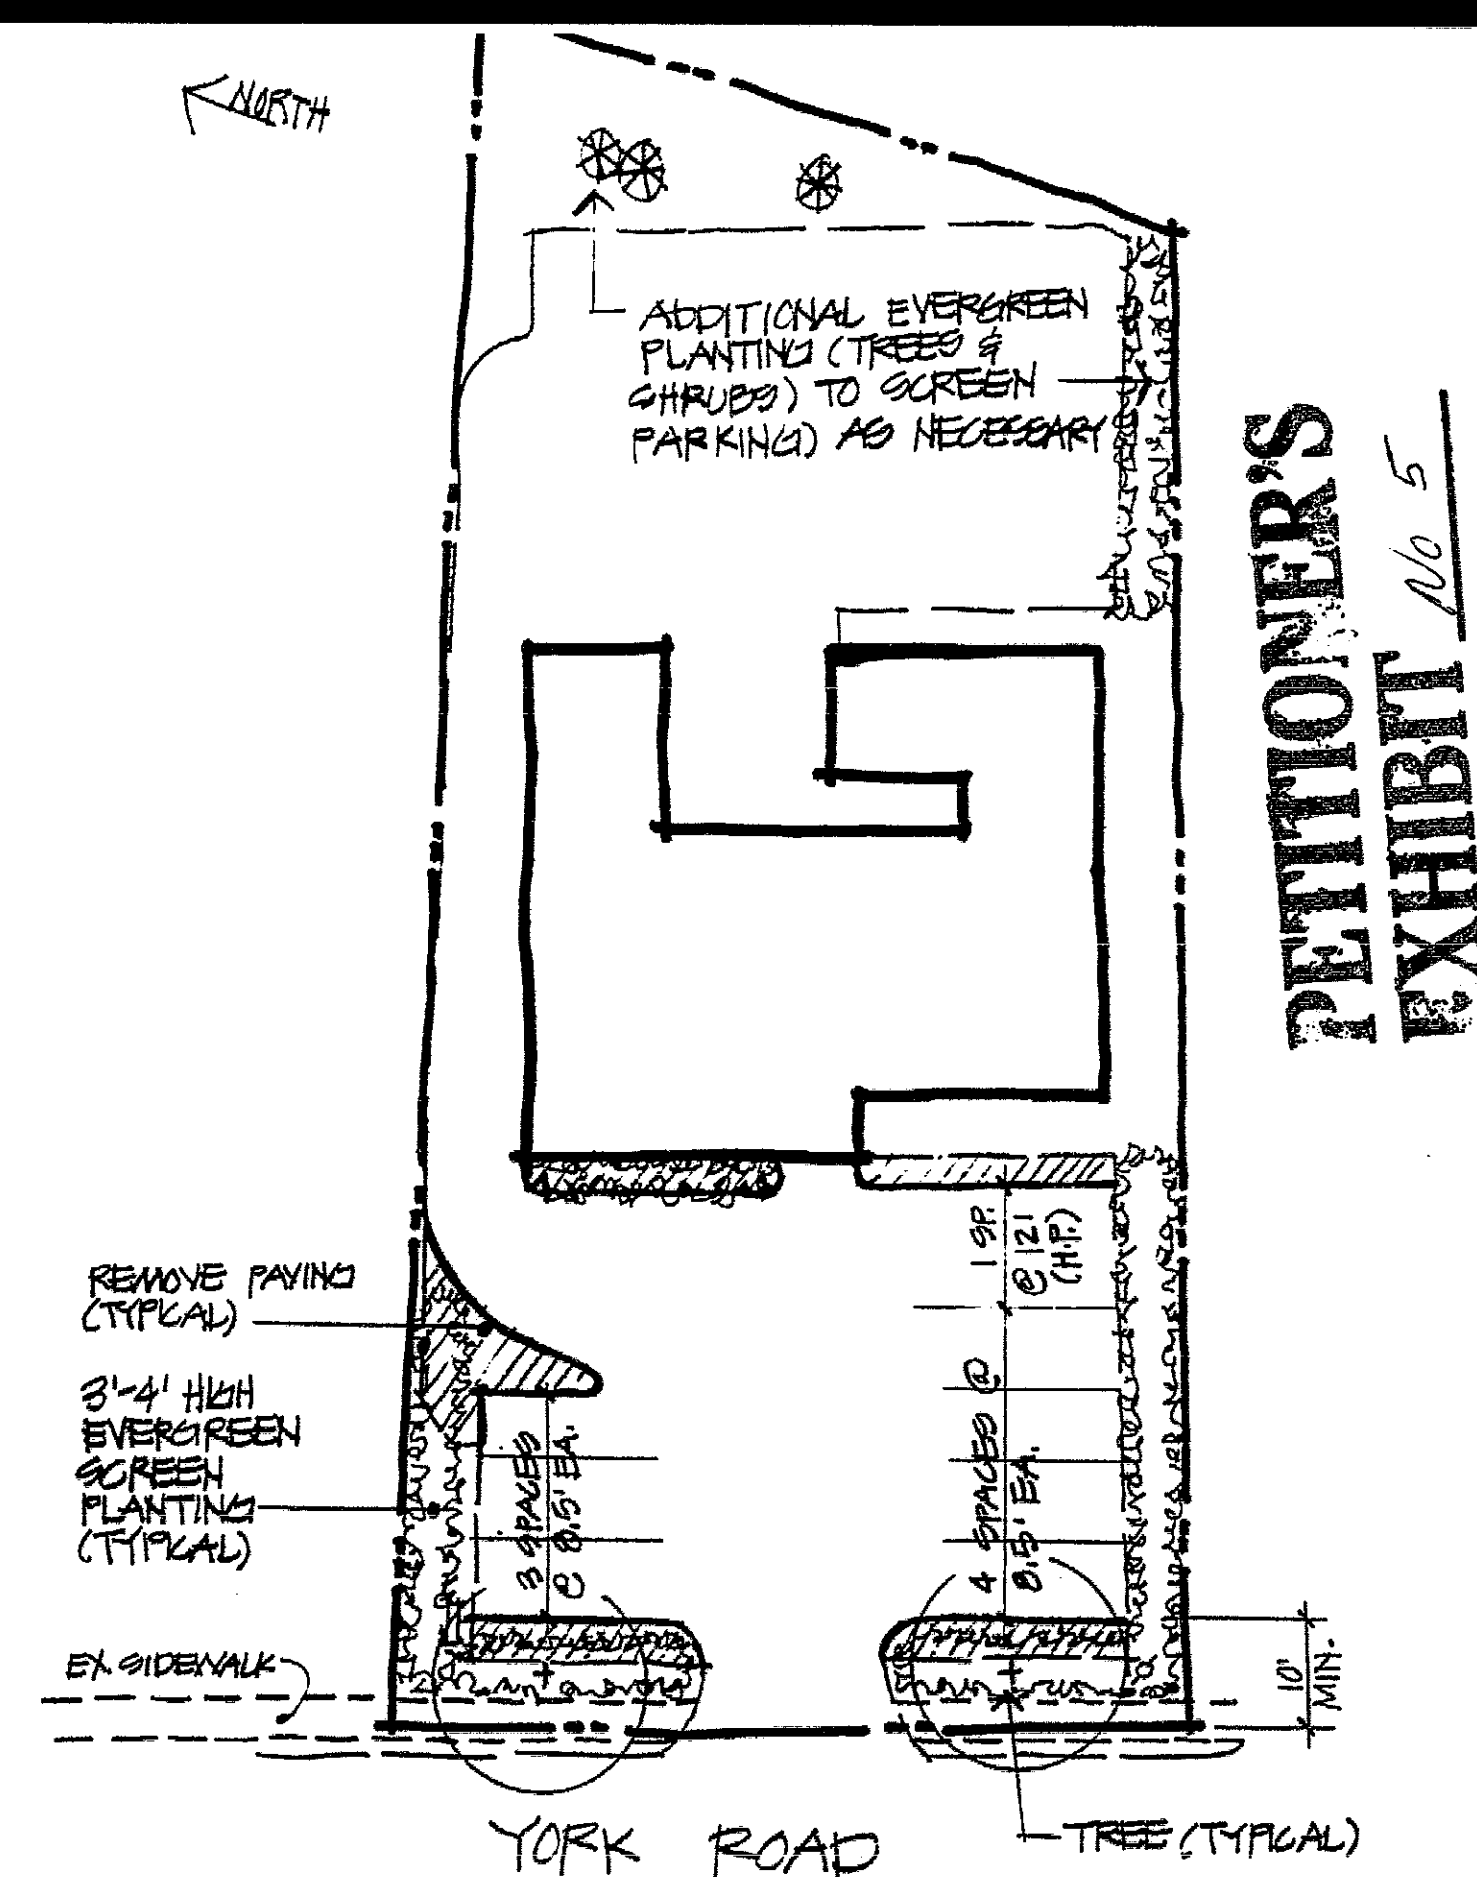 NORTH
ADDITIONAL EVERGREEN
PLANTING (TREES &
SHRUBS) TO SCREEN
PARKING) AS NECESSARY
PETITIONER'S
EXHIBIT No 5
1 SP.
@ 12'
(H.P.)
REMOVE PAVING
(TYPICAL)
3'-4' HIGH
EVERGREEN
SCREEN
PLANTING
(TYPICAL)
3 SPACES
@ 8.5' EA.
4 SPACES @
8.5' EA.
EX. SIDEWALK
10'
MIN.
YORK ROAD
TREE (TYPICAL)